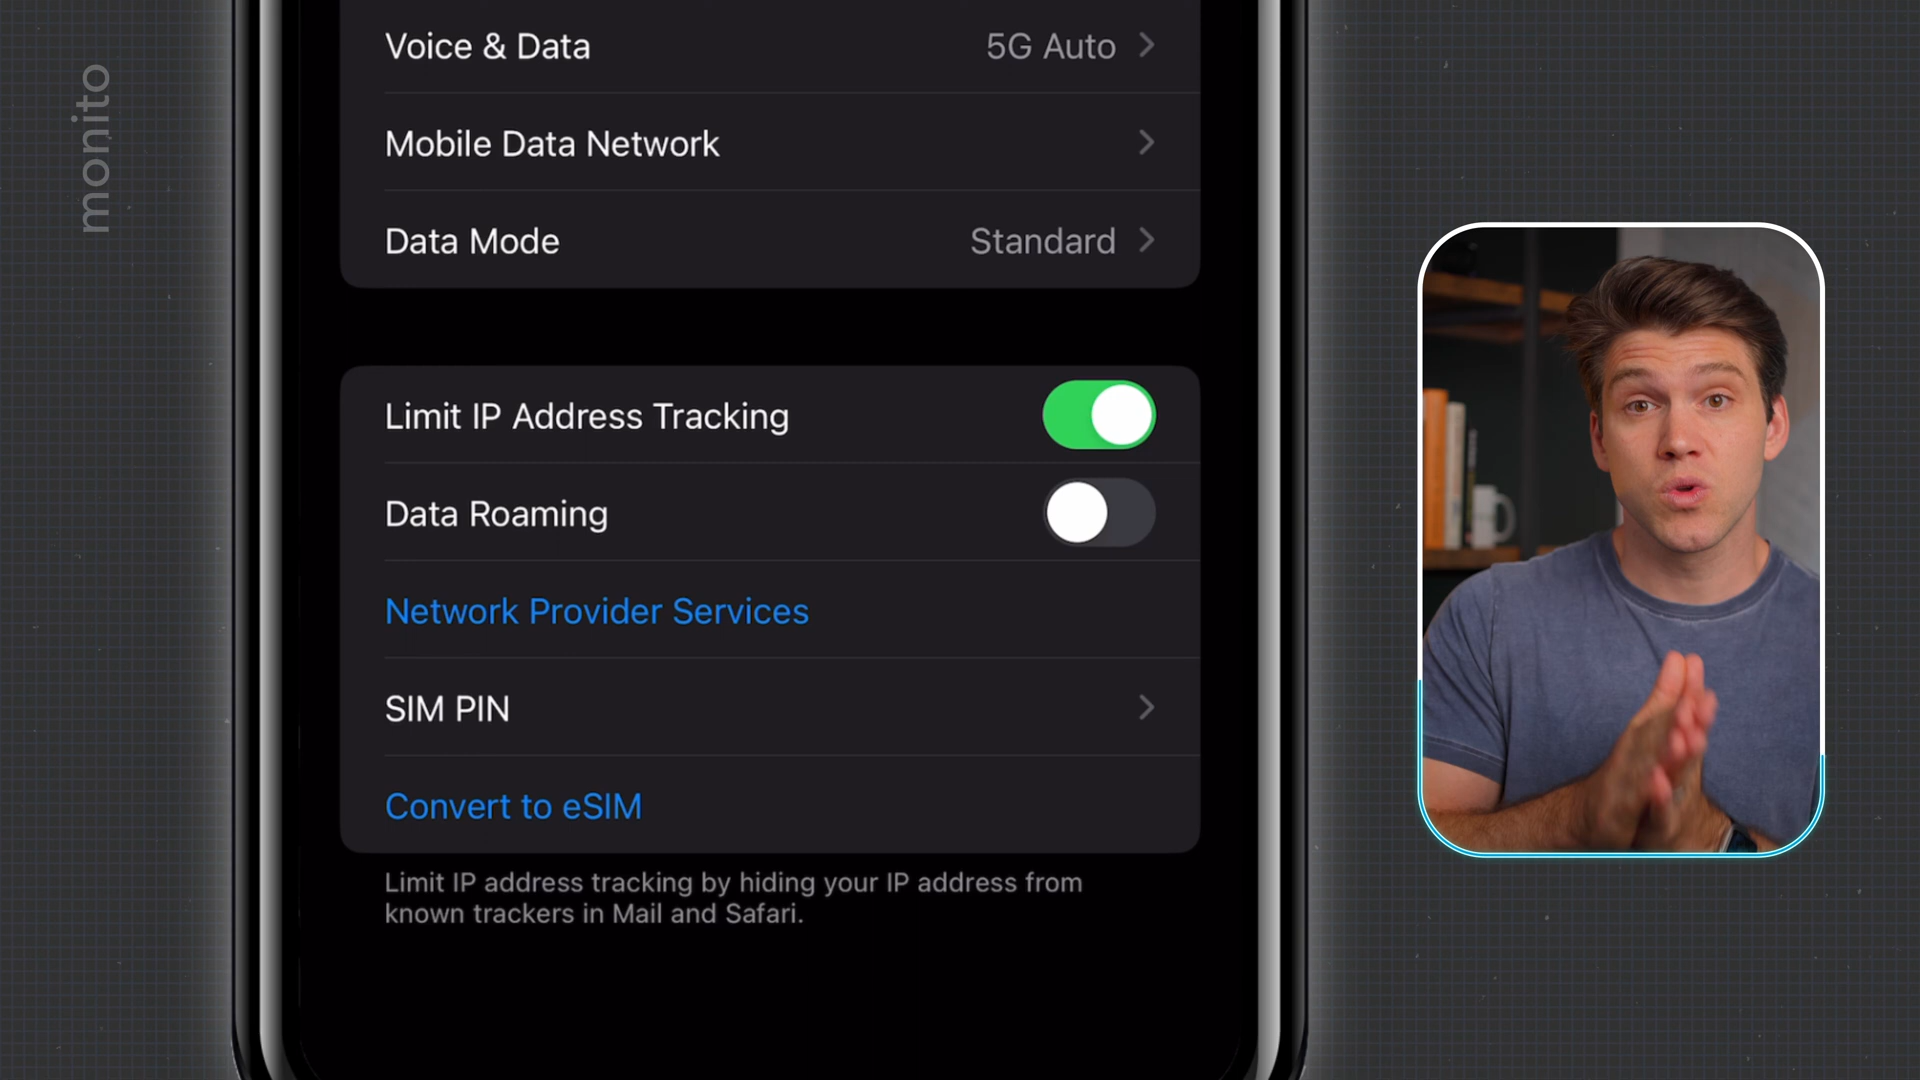 monito
Voice & Data
5G Auto
Mobile Data Network
Data Mode
Standard
Limit IP Address Tracking
Data Roaming
Network Provider Services
SIM PIN
Convert to eSIM
Limit IP address tracking by hiding your IP address from
known trackers in Mail and Safari.